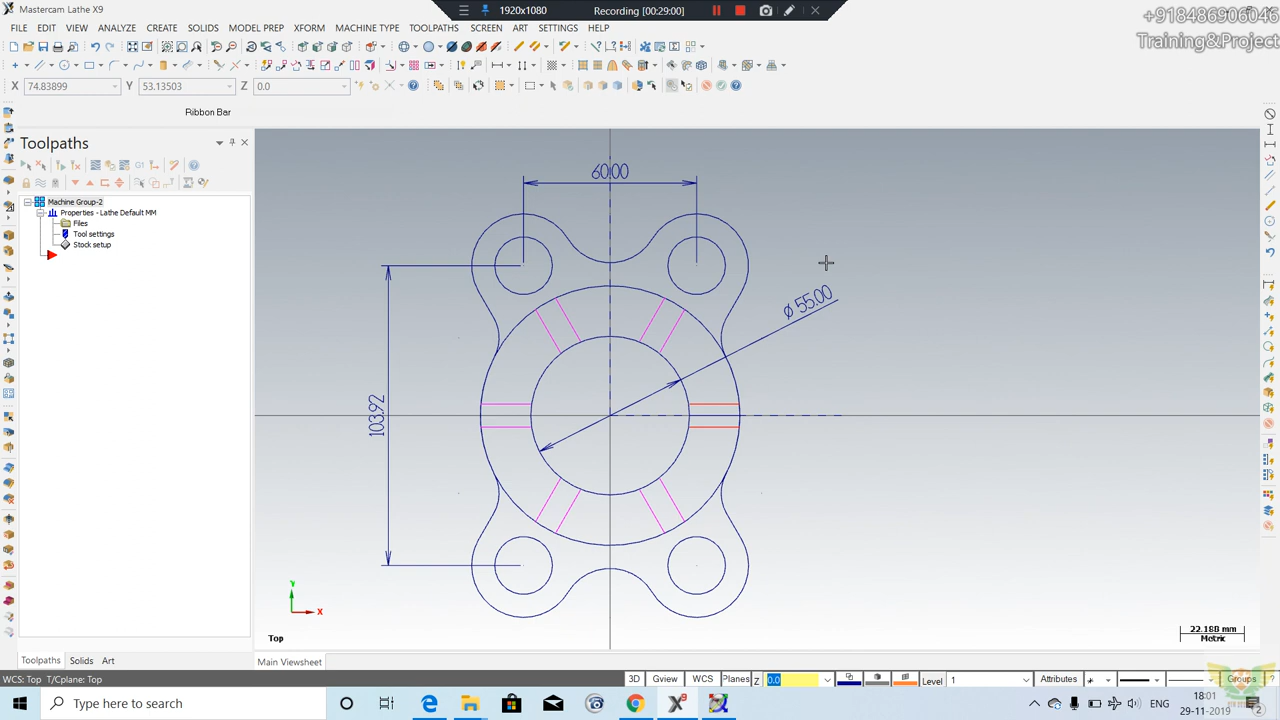 Mastercam Lathe X9
1920x1080
Recording [00:29:00]
+918486906046
Training&Project
FILE EDIT VIEW ANALYZE CREATE SOLIDS MODEL PREP XFORM MACHINE TYPE TOOLPATHS SCREEN ART SETTINGS HELP
X 74.83899 Y 53.13503 Z 0.0
Ribbon Bar
Toolpaths
G1
Machine Group-2
Properties - Lathe Default MM
Files
Tool settings
Stock setup
60.00
Ø 55.00
103.92
Y
X
Top
22.188 mm
Metric
Toolpaths Solids Art
Main Viewsheet
WCS: Top T/Cplane: Top
3D Gview WCS Planes Z 0.0 Level 1 Attributes Groups ?
Type here to search
18:01
29-11-2019
2